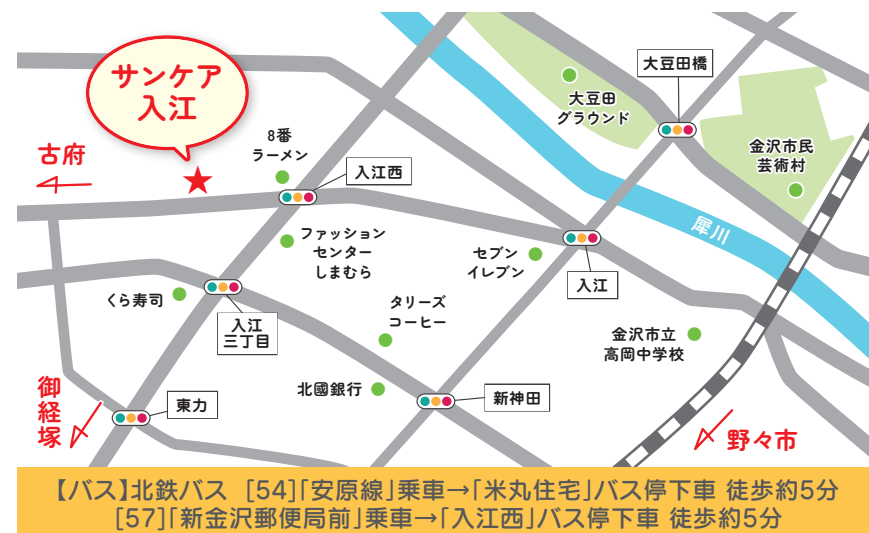 大豆田橋
サンケア
入江
大豆田
グラウンド
8番
ラーメン
金沢市民
芸術村
古府
入江西
犀川
ファッション
センター
しまむら
セブン
イレブン
入江
くら寿司
タリーズ
コーヒー
入江
三丁目
金沢市立
高岡中学校
御経塚
北國銀行
新神田
東力
野々市
【バス】北鉄バス [54]「安原線」乗車→「米丸住宅」バス停下車 徒歩約5分
[57]「新金沢郵便局前」乗車→「入江西」バス停下車 徒歩約5分